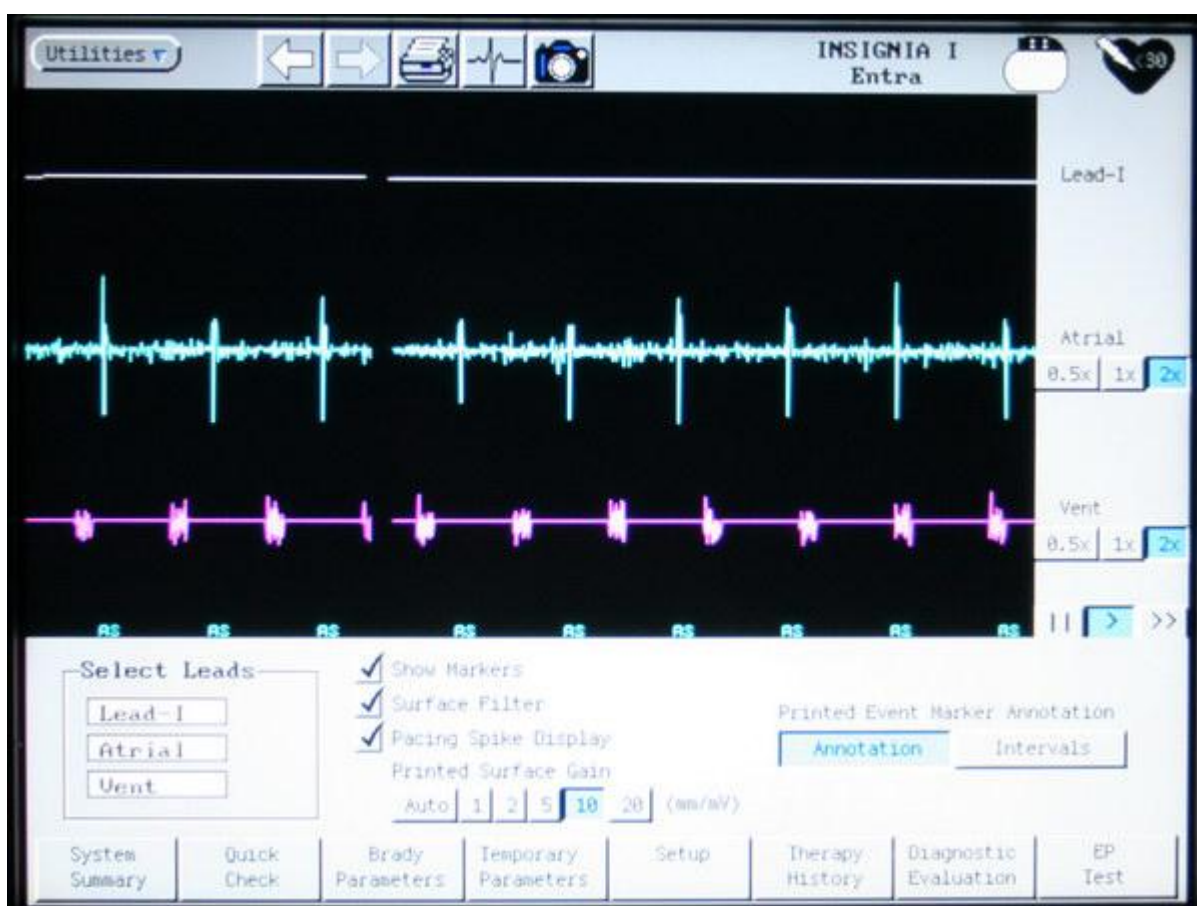 Utilities
INSIGNIA I
Entra
<30
Lead-I
Atrial
0.5x 1x 2x
Vent
0.5x 1x 2x
AS AS AS AS AS AS AS AS AS
|| > >>
Select Leads
Lead-I
Atrial
Vent
Show Markers
Surface Filter
Pacing Spike Display
Printed Surface Gain
Auto 1 2 5 10 20 (mm/mV)
Printed Event Marker Annotation
Annotation Intervals
System Summary
Quick Check
Brady Parameters
Temporary Parameters
Setup
Therapy History
Diagnostic Evaluation
EP Test